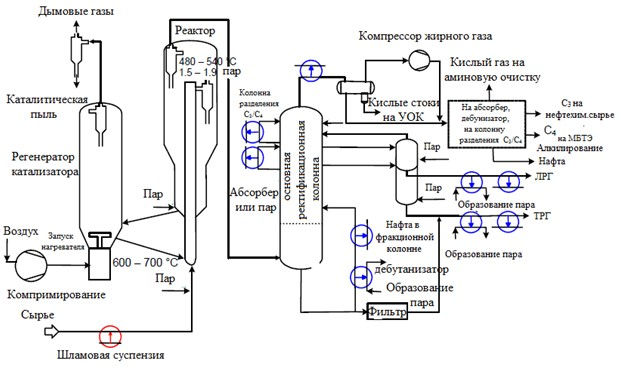 Дымовые газы
Реактор
Компрессор жирного газа
480 – 540 °C
1.5 – 1.9 пар
Кислый газ на
аминовую очистку
Каталитическая
пыль
Колонна
разделения
C₃/C₄
Кислые стоки
на УОК
На абсорбер,
дебунизатор,
на колонну
разделения C₃/C₄
C₃ на
нефтехим.сырье
C₄ на МБТЭ
Алкилирование
Нафта
Регенератор
катализатора
основная
ректификационная
колонна
Пар
Пар
ЛРГ
Абсорбер
или пар
Пар
Образование пара
ТРГ
Образование пара
Воздух
Запуск
нагревателя
600 – 700 °C
Пар
Нафта в
фракционной
колонне
дебутанизатор
Образование
пара
Компримирование
Фильтр
Сырье
Шламовая суспензия